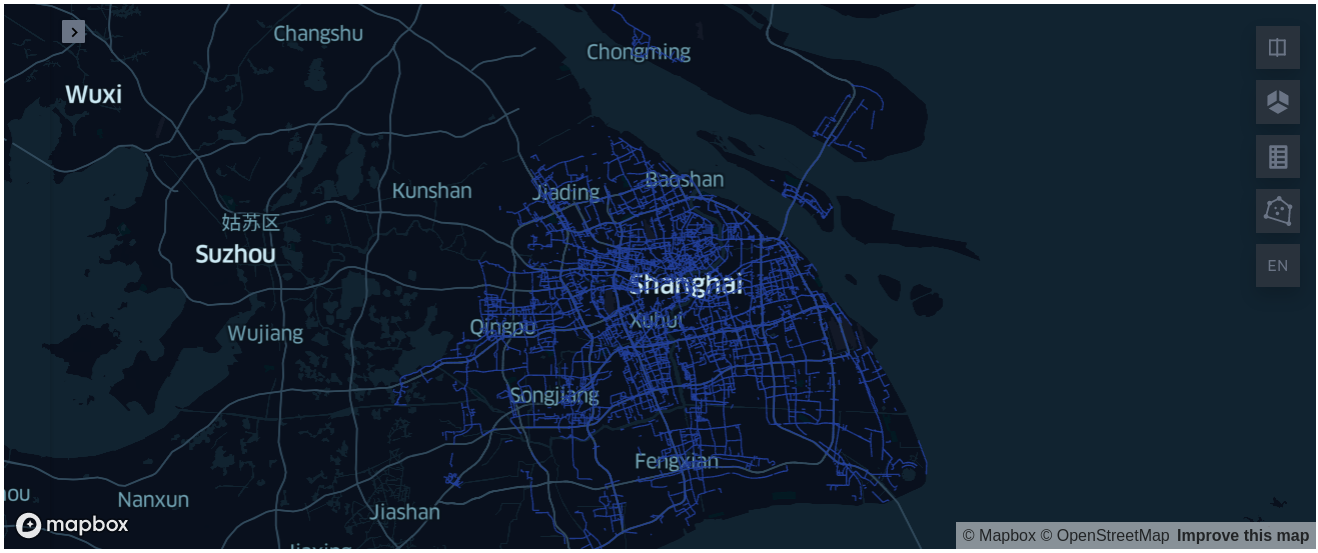 Changshu
Chongming
Wuxi
Kunshan
Jiading
Baoshan
姑苏区
Suzhou
Shanghai
EN
Wujiang
Qingpu
Xuhui
Songjiang
Fengxian
Nanxun
Jiashan
mapbox
© Mapbox © OpenStreetMap Improve this map